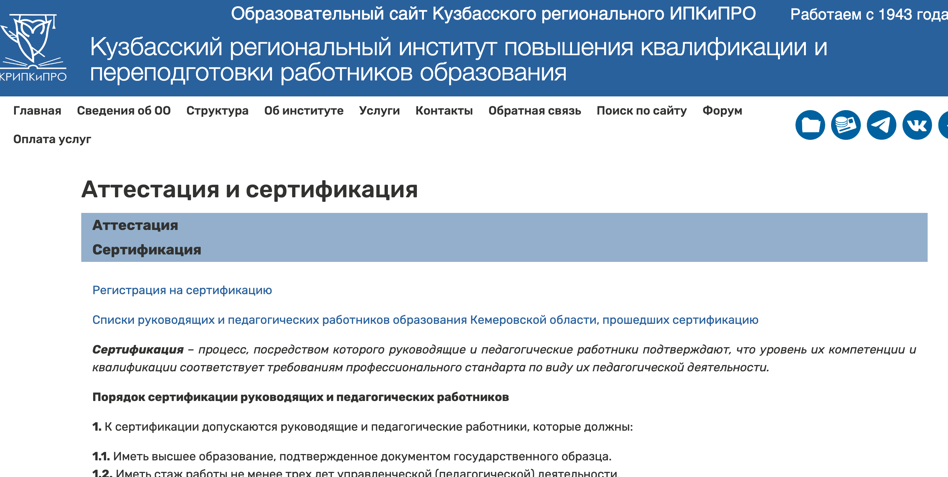 Образовательный сайт Кузбасского регионального ИПКиПРО
Работаем с 1943 года
Кузбасский региональный институт повышения квалификации и
переподготовки работников образования
КРИПКиПРО
Главная Сведения об ОО Структура Об институте Услуги Контакты Обратная связь Поиск по сайту Форум
Оплата услуг
Аттестация и сертификация
Аттестация
Сертификация
Регистрация на сертификацию
Списки руководящих и педагогических работников образования Кемеровской области, прошедших сертификацию
Сертификация – процесс, посредством которого руководящие и педагогические работники подтверждают, что уровень их компетенции и
квалификации соответствует требованиям профессионального стандарта по виду их педагогической деятельности.
Порядок сертификации руководящих и педагогических работников
1. К сертификации допускаются руководящие и педагогические работники, которые должны:
1.1. Иметь высшее образование, подтвержденное документом государственного образца.
1.2. Иметь стаж работы не менее трех лет управленческой (педагогической) деятельности